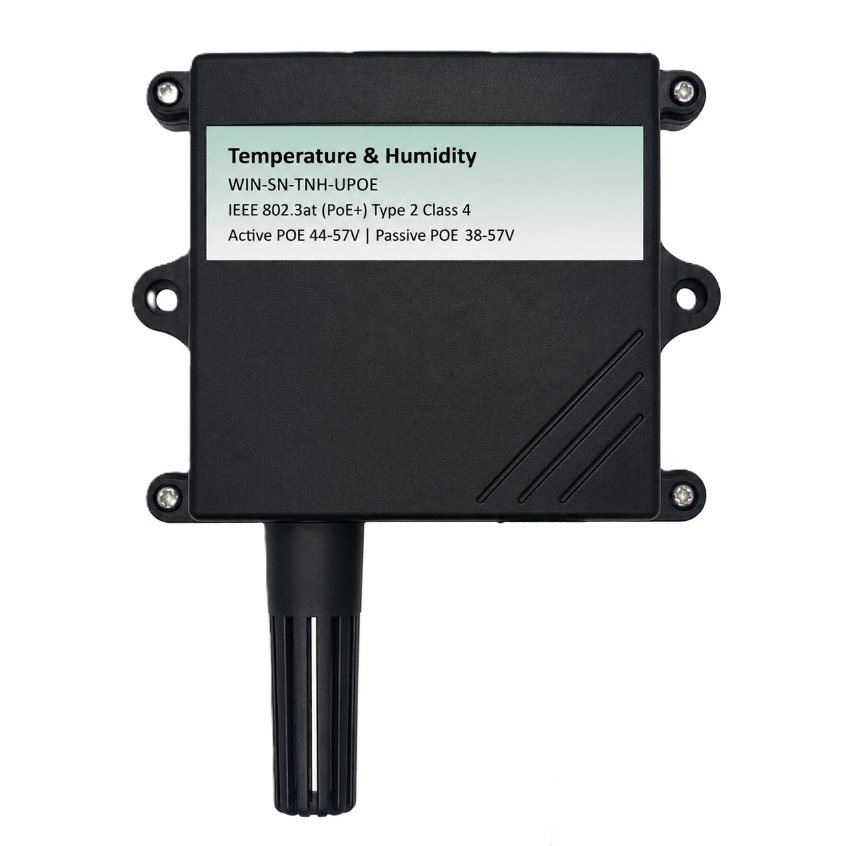 Temperature & Humidity
WIN-SN-TNH-UPOE
IEEE 802.3at (PoE+) Type 2 Class 4
Active POE 44-57V | Passive POE 38-57V